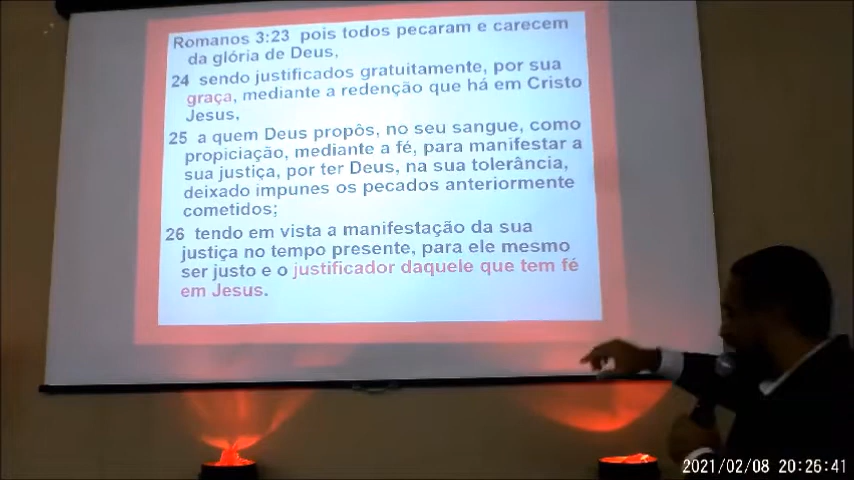 Romanos 3:23 pois todos pecaram e carecem
da glória de Deus,
24 sendo justificados gratuitamente, por sua
graça, mediante a redenção que há em Cristo
Jesus,
25 a quem Deus propôs, no seu sangue, como
propiciação, mediante a fé, para manifestar a
sua justiça, por ter Deus, na sua tolerância,
deixado impunes os pecados anteriormente
cometidos;
26 tendo em vista a manifestação da sua
justiça no tempo presente, para ele mesmo
ser justo e o justificador daquele que tem fé
em Jesus.
2021/02/08 20:26:41